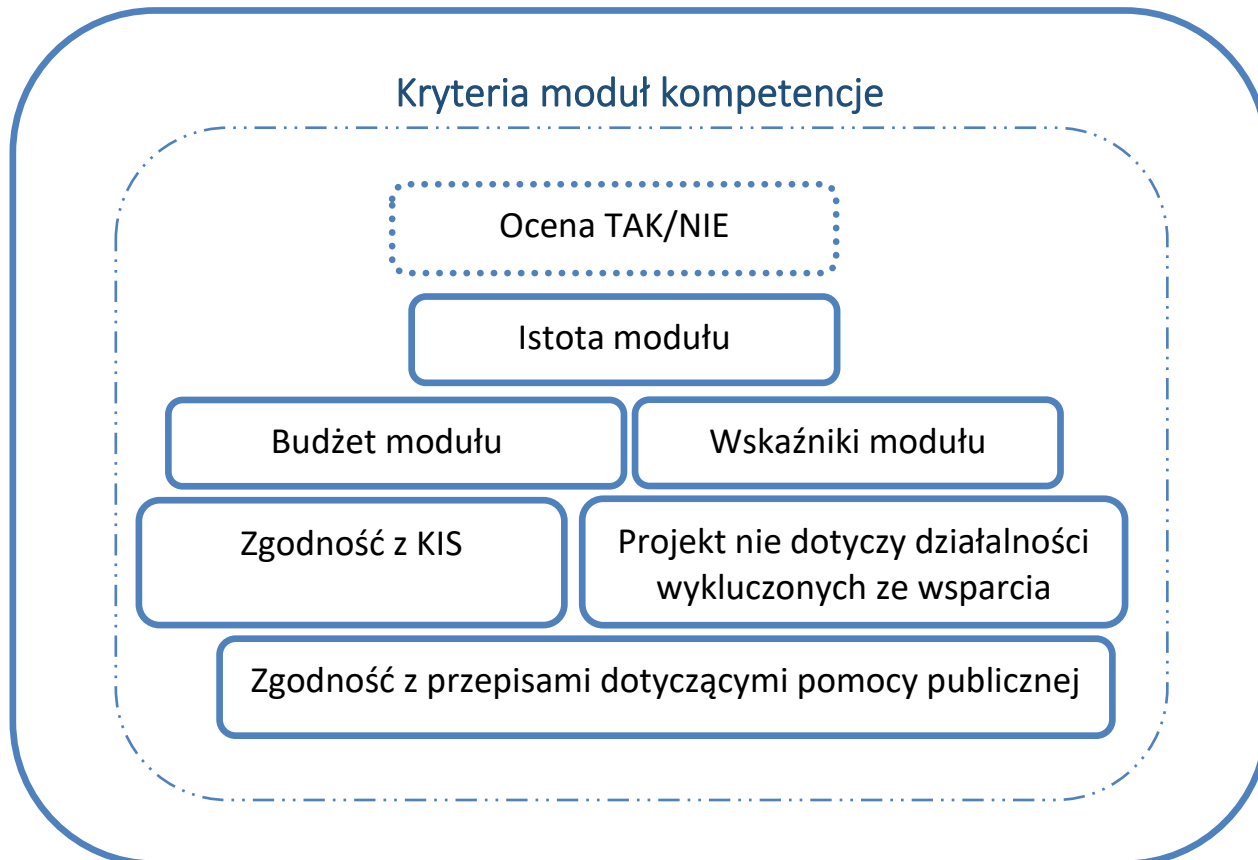 Kryteria moduł kompetencje
Ocena TAK/NIE
Istota modułu
Budżet modułu
Wskaźniki modułu
Zgodność z KIS
Projekt nie dotyczy działalności
wykluczonych ze wsparcia
Zgodność z przepisami dotyczącymi pomocy publicznej